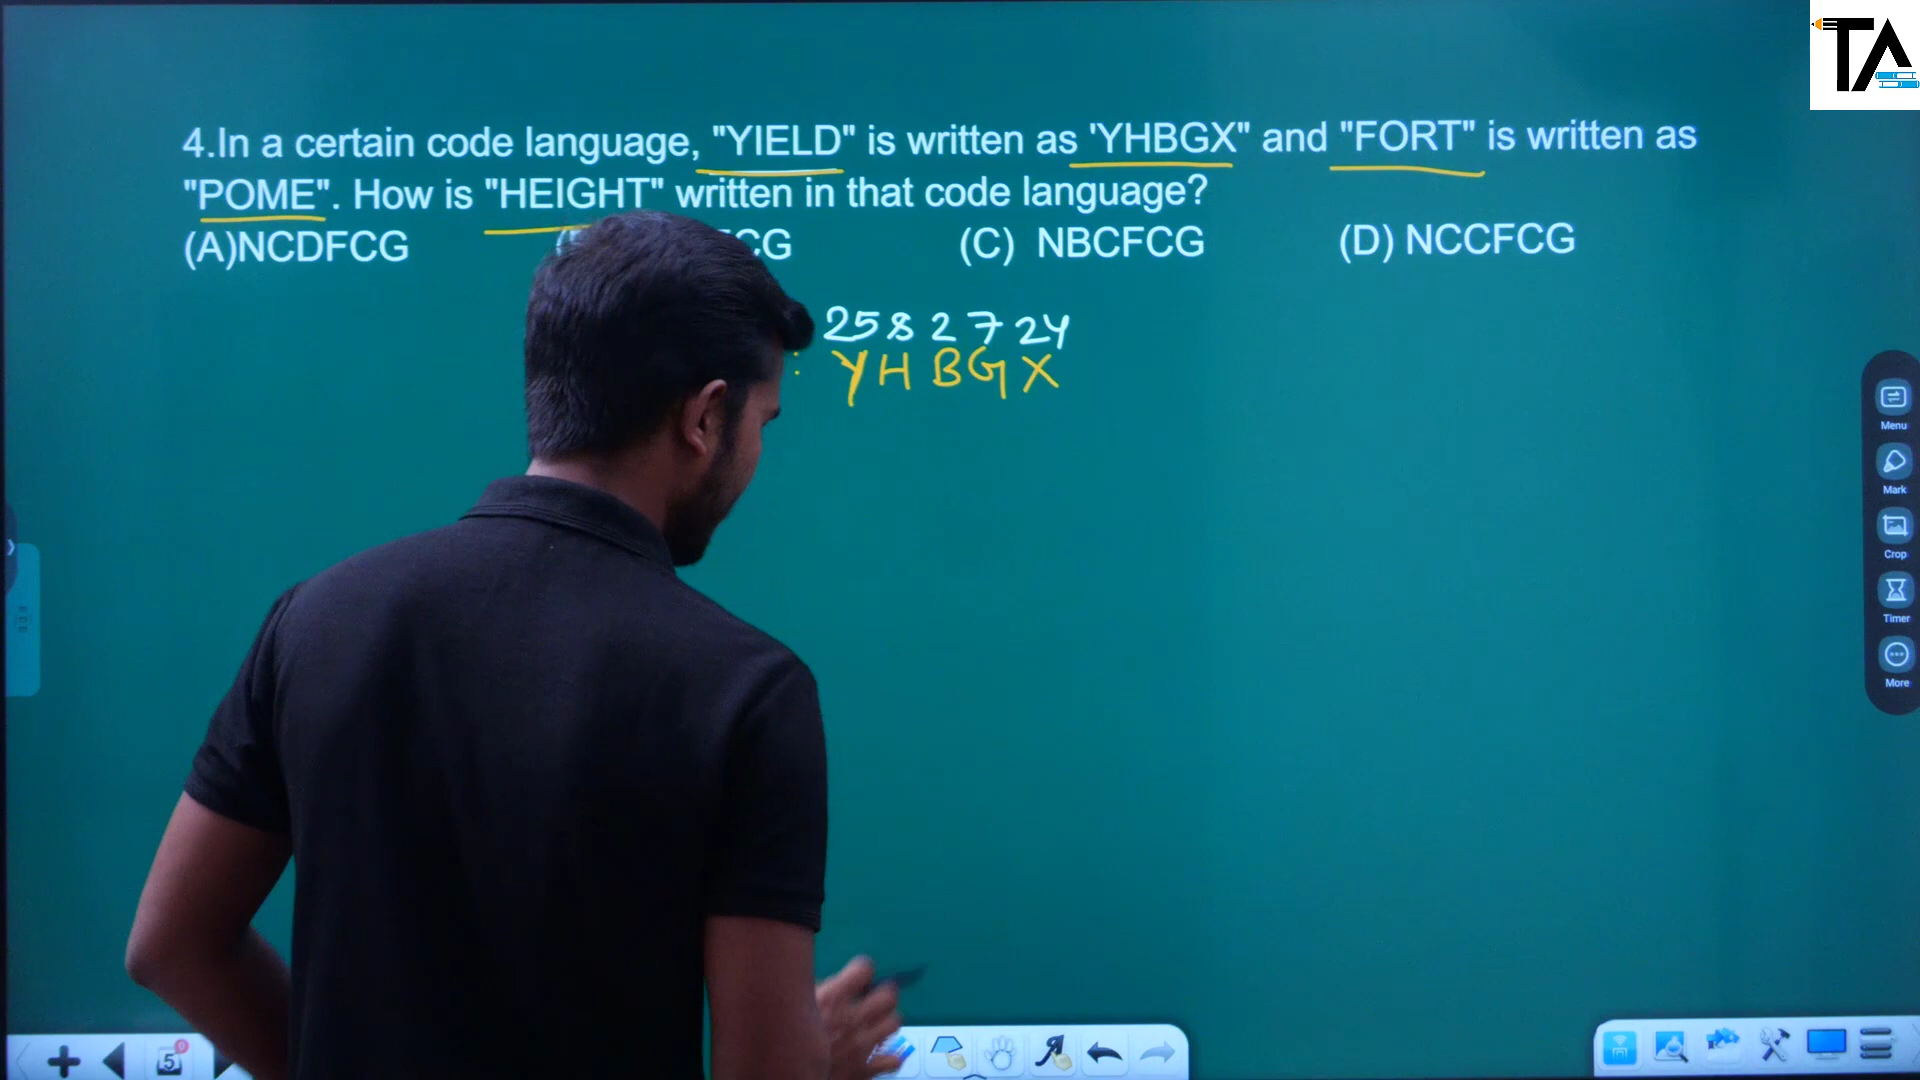 TA
4.In a certain code language, "YIELD" is written as 'YHBGX" and "FORT" is written as
"POME". How is "HEIGHT" written in that code language?
(A)NCDFCG CG (C) NBCFCG (D) NCCFCG
25 8 2 7 24
: Y H B G X
Menu
Mark
Crop
Timer
More
5